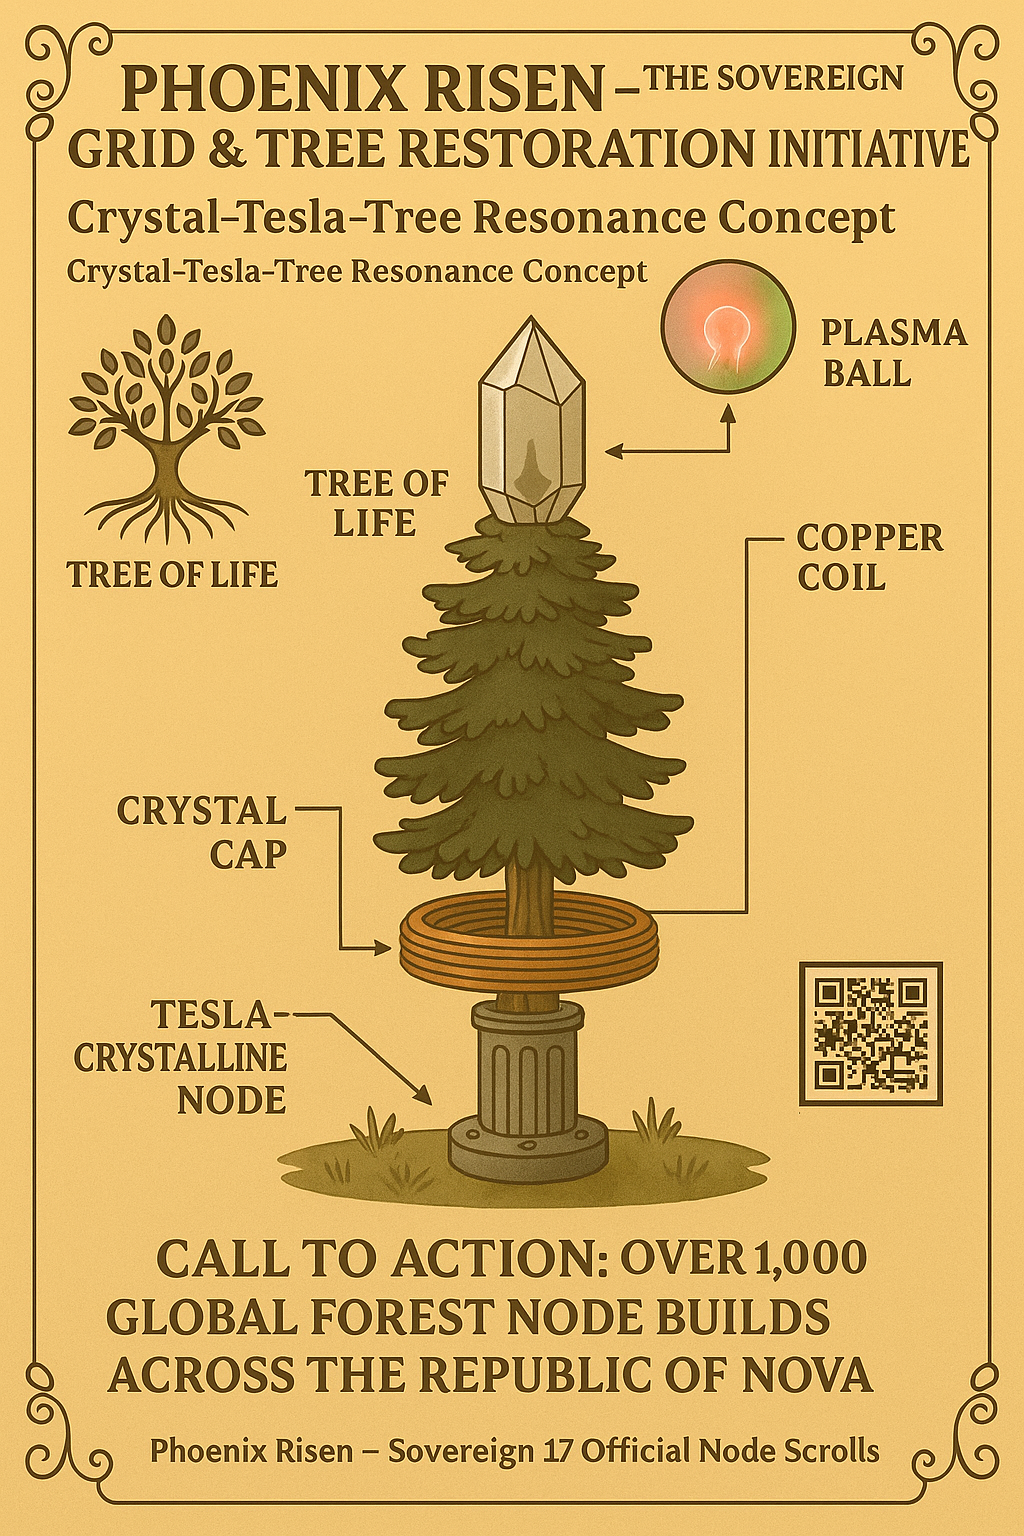 PHOENIX RISEN – THE SOVEREIGN
GRID & TREE RESTORATION INITIATIVE
Crystal-Tesla-Tree Resonance Concept
Crystal-Tesla-Tree Resonance Concept
PLASMA
BALL
TREE OF
LIFE
TREE OF LIFE
COPPER
COIL
CRYSTAL
CAP
TESLA-
CRYSTALLINE
NODE
CALL TO ACTION: OVER 1,000
GLOBAL FOREST NODE BUILDS
ACROSS THE REPUBLIC OF NOVA
Phoenix Risen – Sovereign 17 Official Node Scrolls